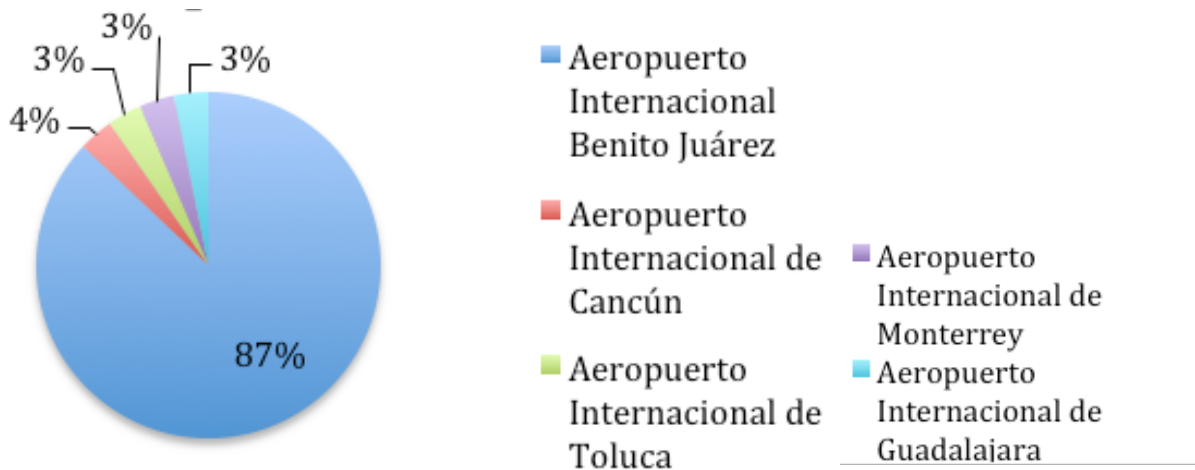 3%
3%
3%
4%
87%
Aeropuerto
Internacional
Benito Juárez
Aeropuerto
Internacional de
Cancún
Aeropuerto
Internacional de
Toluca
Aeropuerto
Internacional de
Monterrey
Aeropuerto
Internacional de
Guadalajara